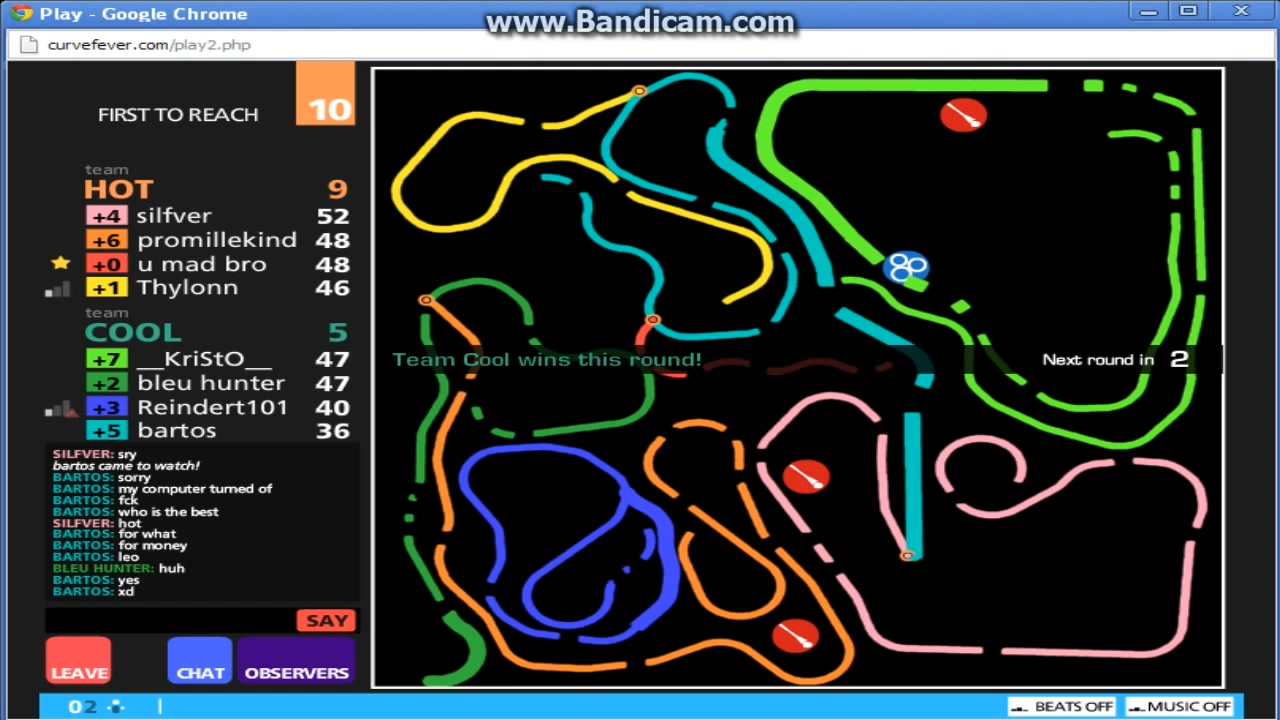 Play - Google Chrome
www.Bandicam.com
curvefever.com/play2.php
FIRST TO REACH 10
team
HOT 9
+4 silfver 52
+6 promillekind 48
+0 u mad bro 48
+1 Thylonn 46
team
COOL 5
+7 __KriStO__ 47
+2 bleu hunter 47
+3 Reindert101 40
+5 bartos 36
SILFVER: sry
bartos came to watch!
BARTOS: sorry
BARTOS: my computer turned of
BARTOS: fck
BARTOS: who is the best
SILFVER: hot
BARTOS: for what
BARTOS: for money
BARTOS: leo
BLEU HUNTER: huh
BARTOS: yes
BARTOS: xd
SAY
LEAVE CHAT OBSERVERS
Team Cool wins this round! Next round in 2
02 BEATS OFF MUSIC OFF